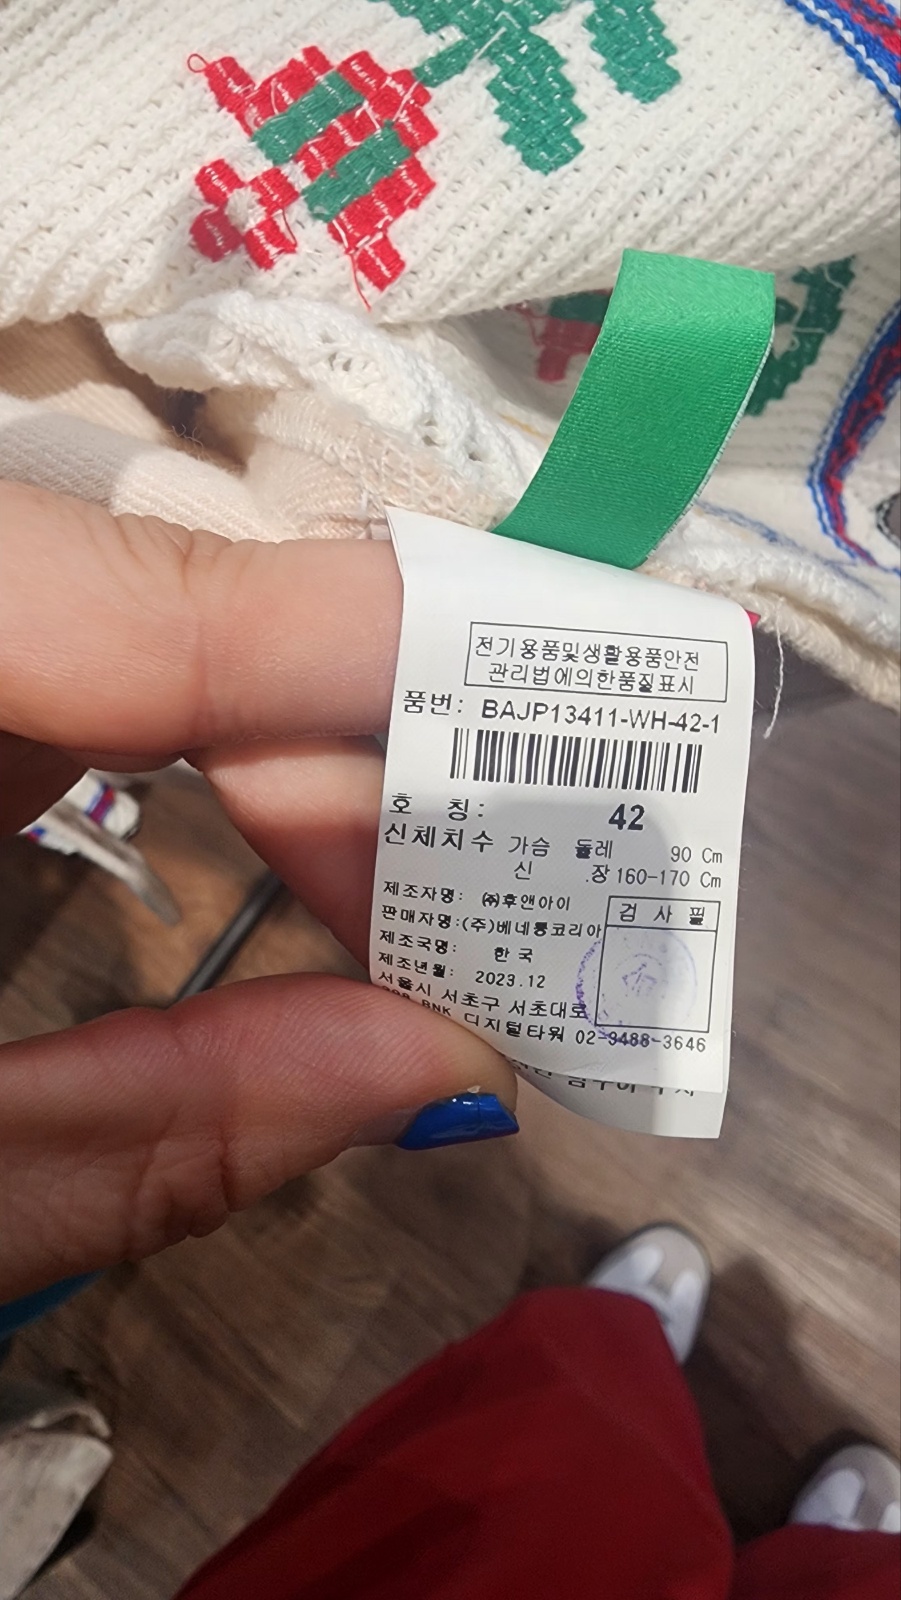 전기용품및생활용품안전
관리법에의한품질표시
품번: BAJP13411-WH-42-1
호 칭: 42
신체치수 가슴 둘레 90 Cm
신 .장 160-170 Cm
제조자명: ㈜후앤아이
판매자명:(주)베네통코리아
제조국명: 한국
제조년월: 2023.12
검 사 필
서울시 서초구 서초대로
BNK 디지털타워 02-3488-3646